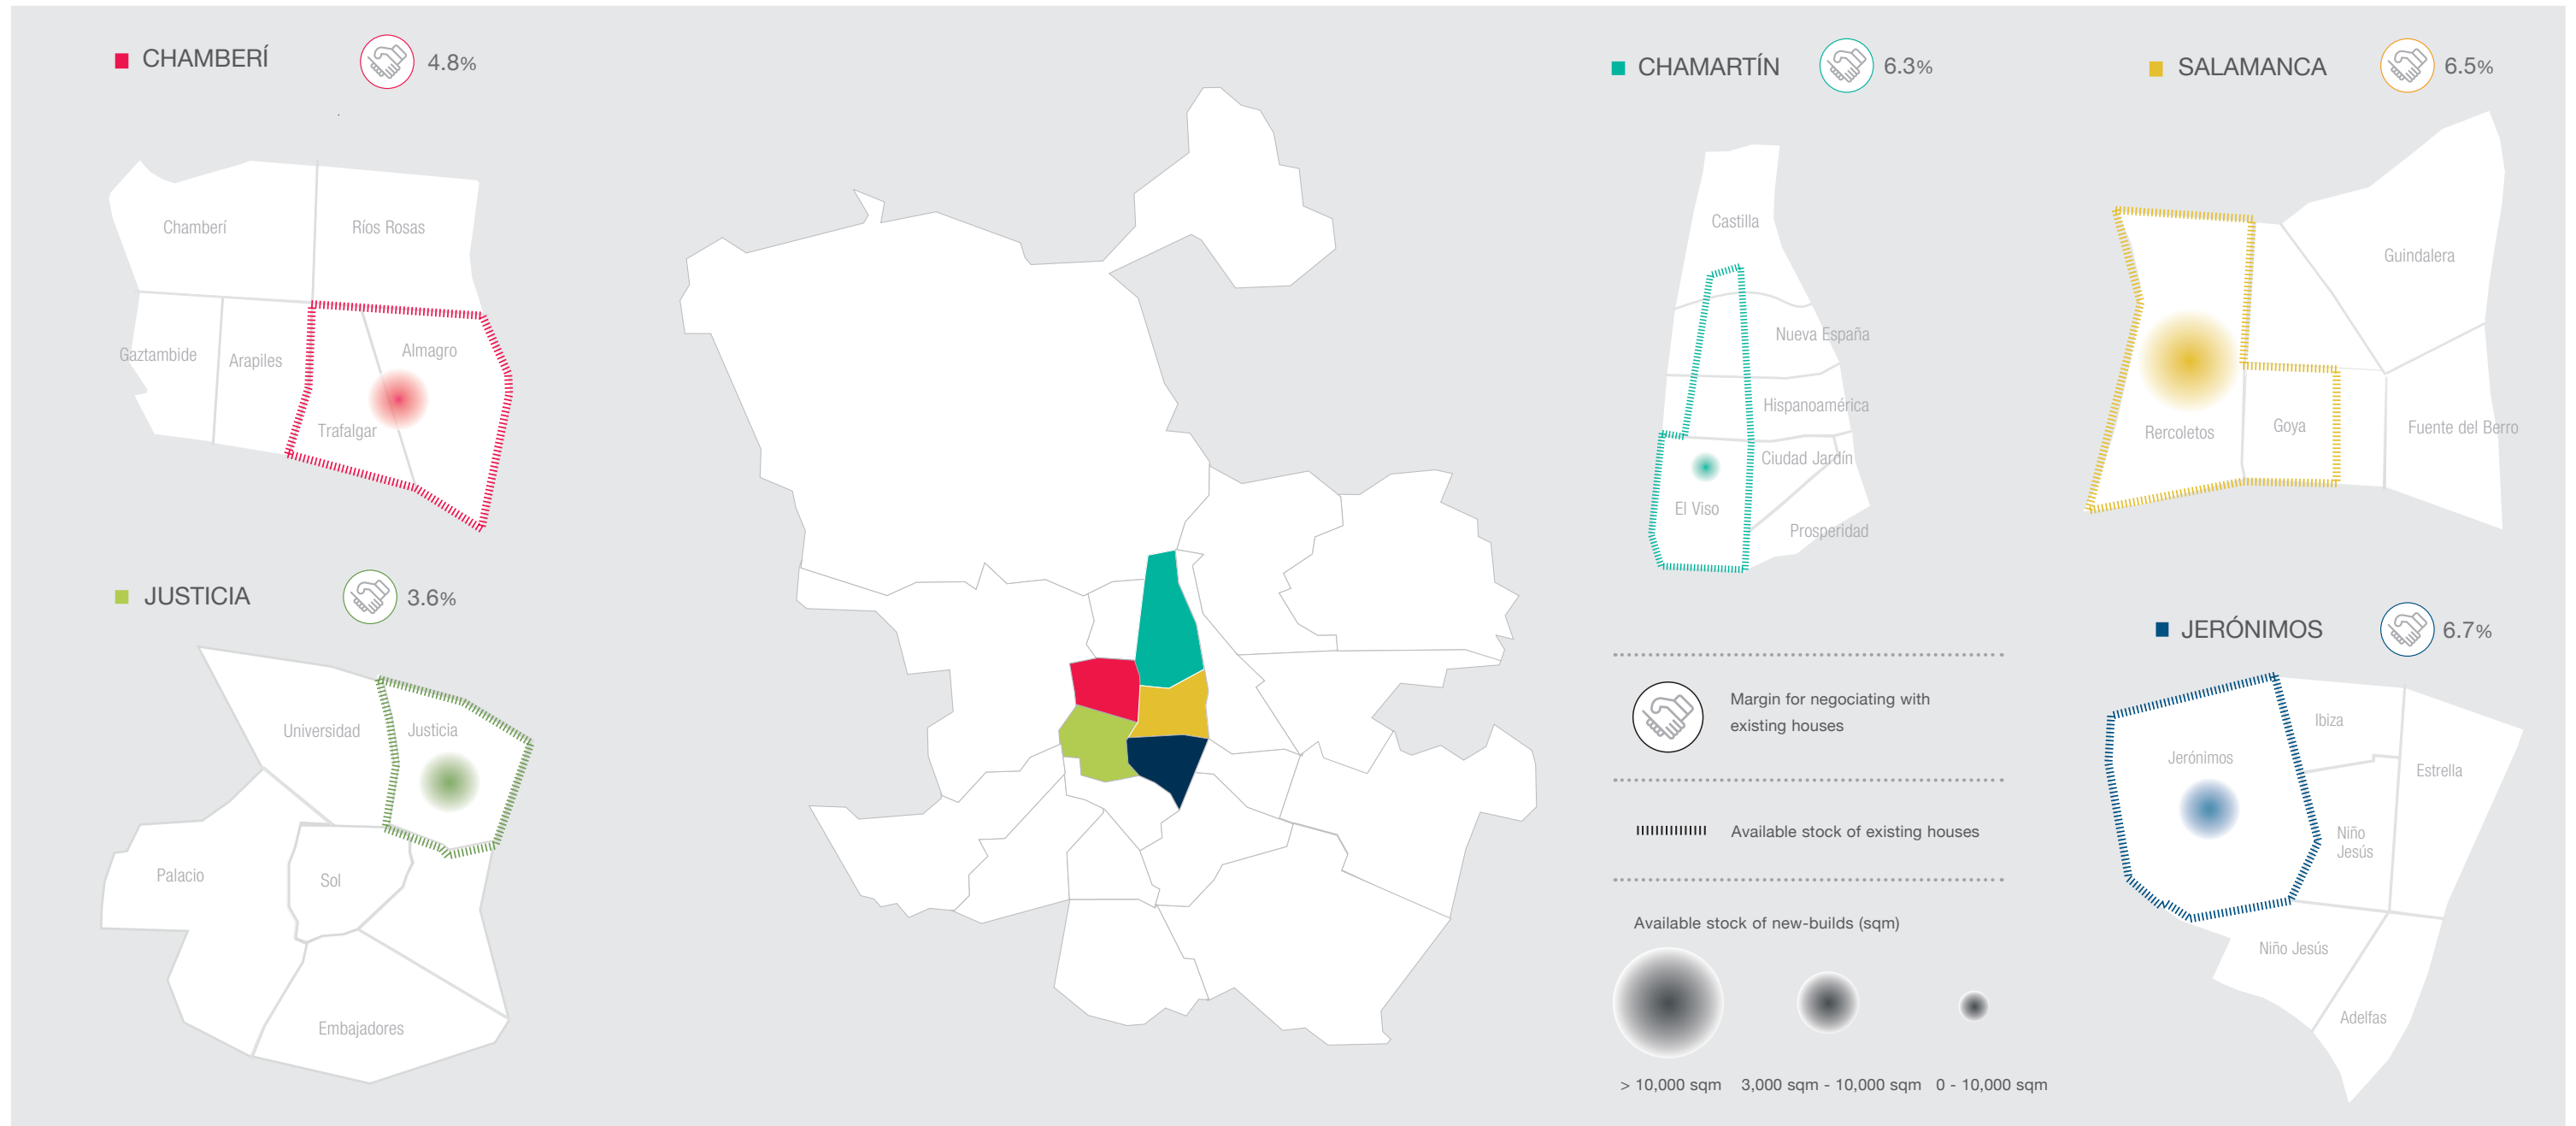 CHAMBERÍ
4.8%
Chamberí
Ríos Rosas
Gaztambide
Arapiles
Almagro
Trafalgar
JUSTICIA
3.6%
Universidad
Justicia
Palacio
Sol
Embajadores
CHAMARTÍN
6.3%
Castilla
Nueva España
Hispanoamérica
Ciudad Jardín
El Viso
Prosperidad
SALAMANCA
6.5%
Guindalera
Rercoletos
Goya
Fuente del Berro
Margin for negociating with
existing houses
Available stock of existing houses
Available stock of new-builds (sqm)
> 10,000 sqm
3,000 sqm - 10,000 sqm
0 - 10,000 sqm
JERÓNIMOS
6.7%
Ibiza
Jerónimos
Estrella
Niño
Jesús
Niño Jesús
Adelfas